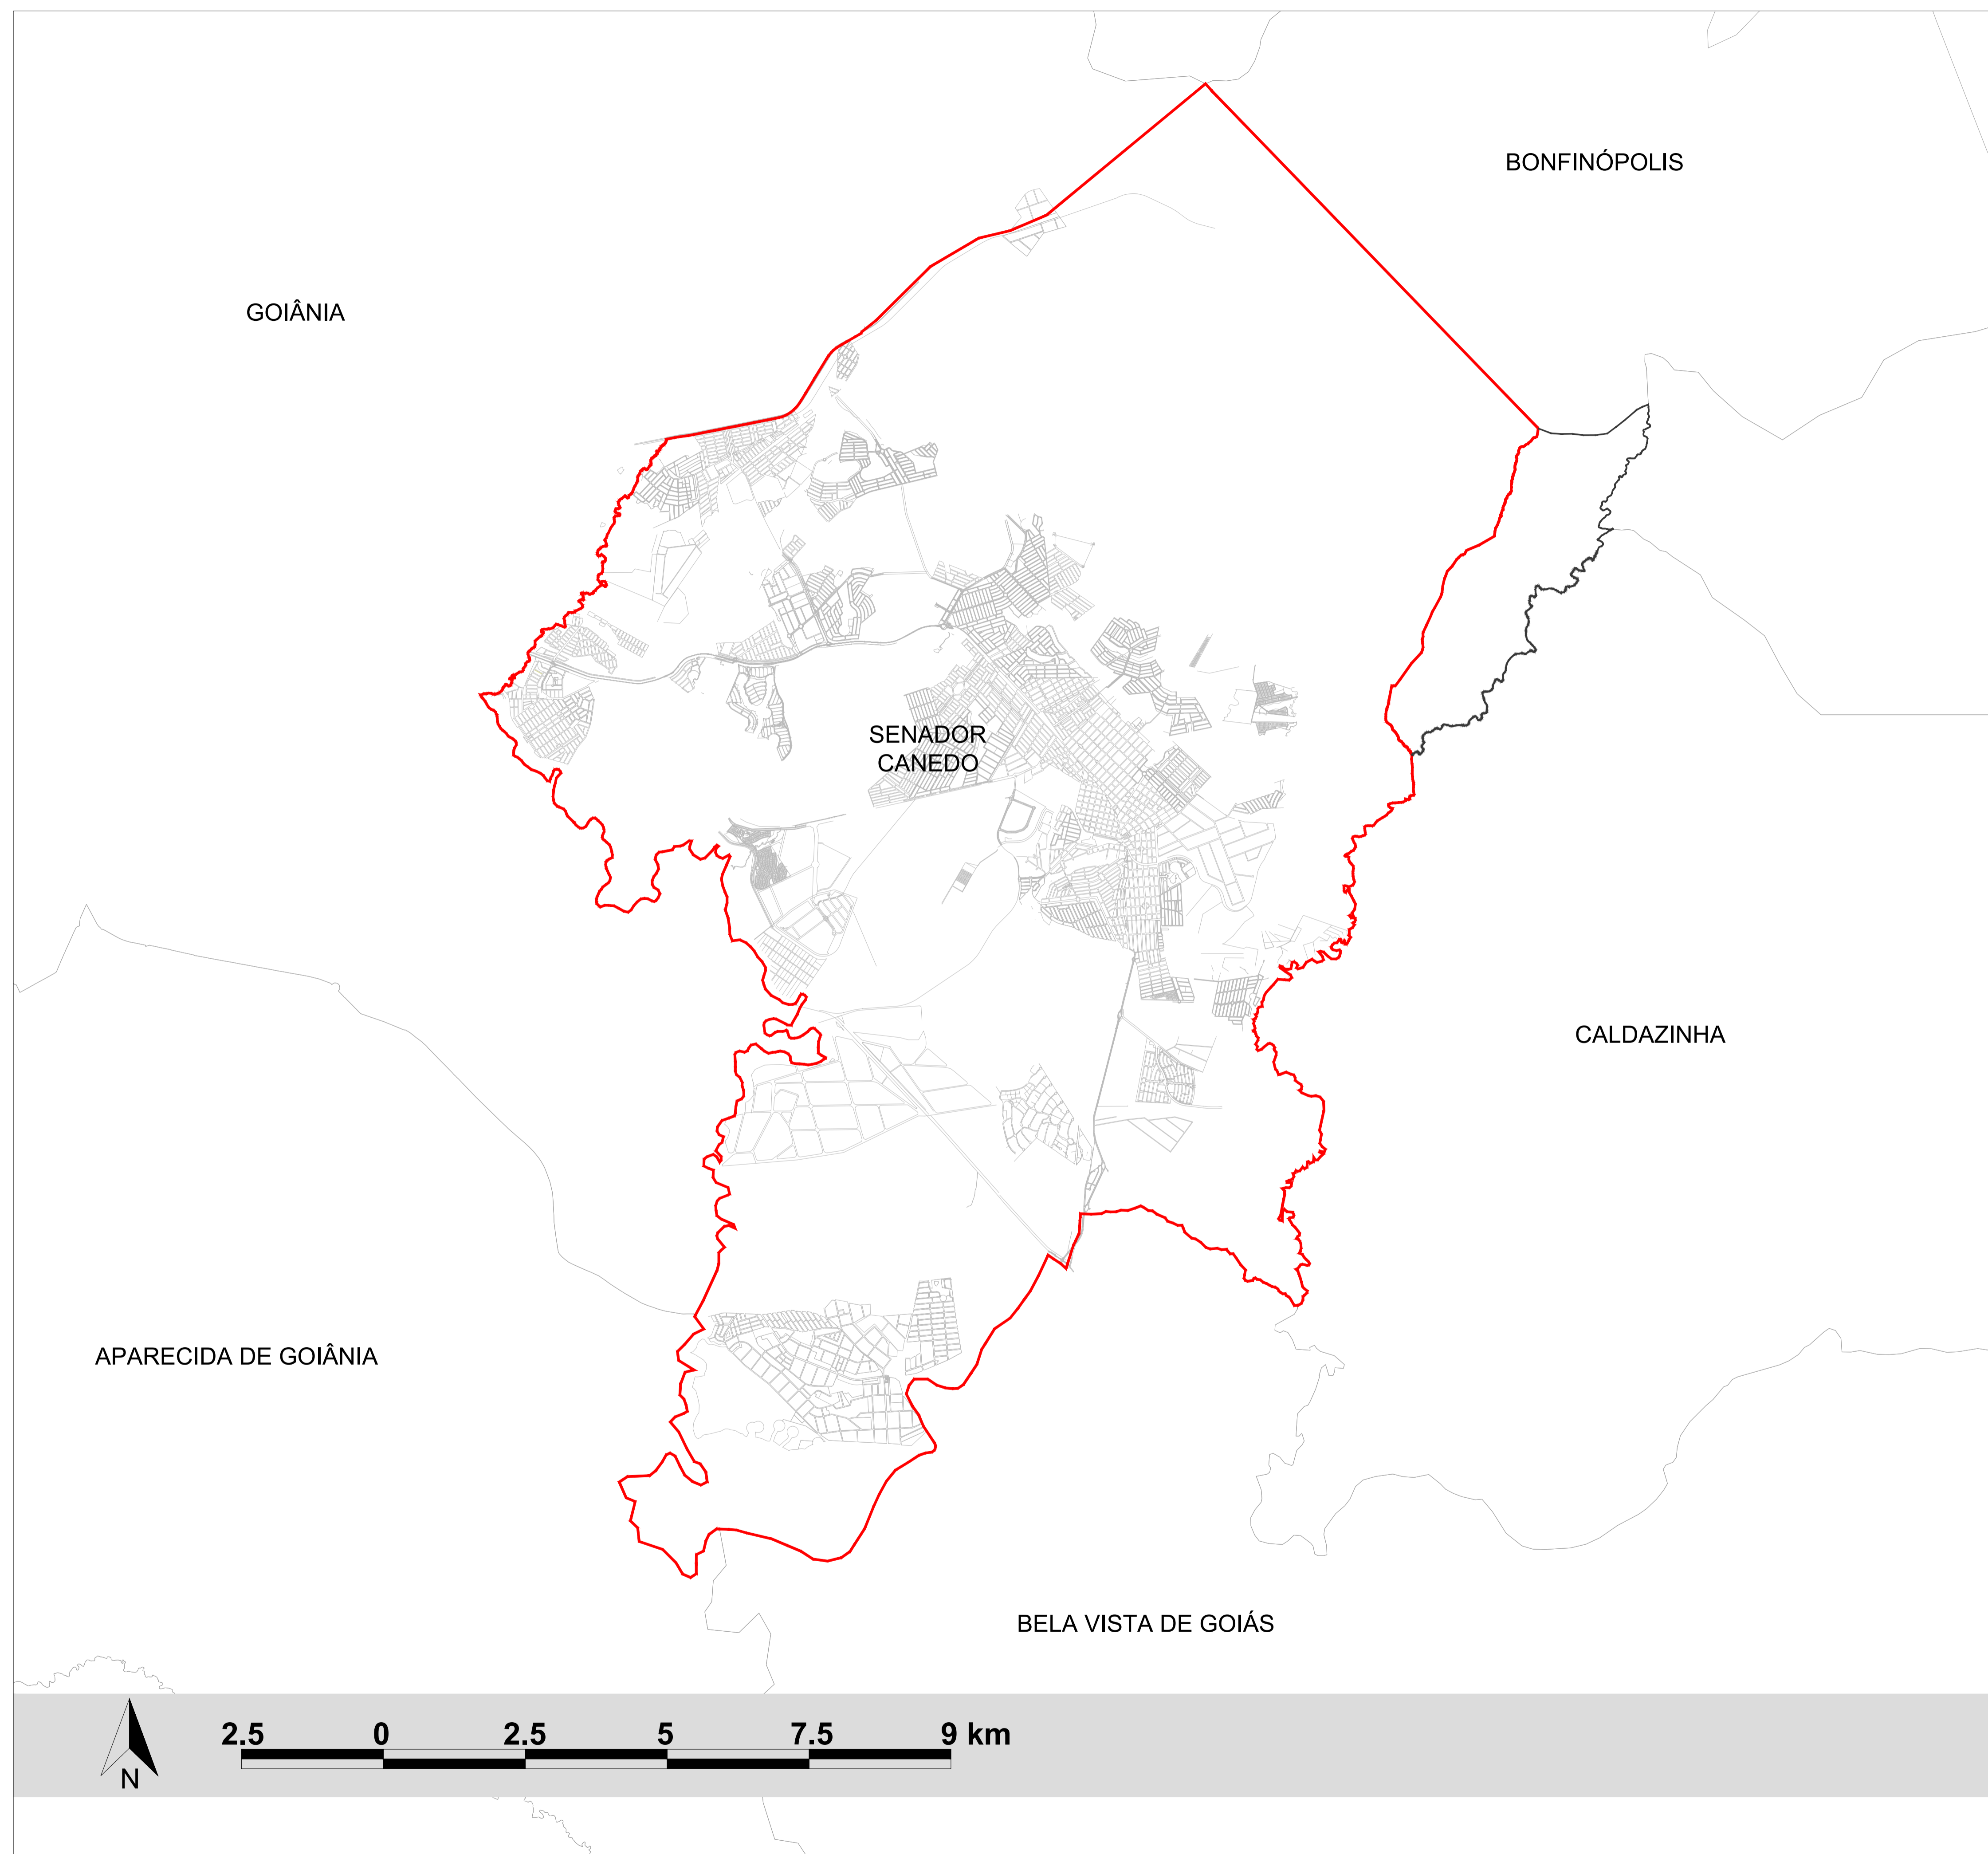 BONFINÓPOLIS
GOIÂNIA
SENADOR
CANEDO
CALDAZINHA
APARECIDA DE GOIÂNIA
BELA VISTA DE GOIÁS
2.5 0 2.5 5 7.5 9 km
N